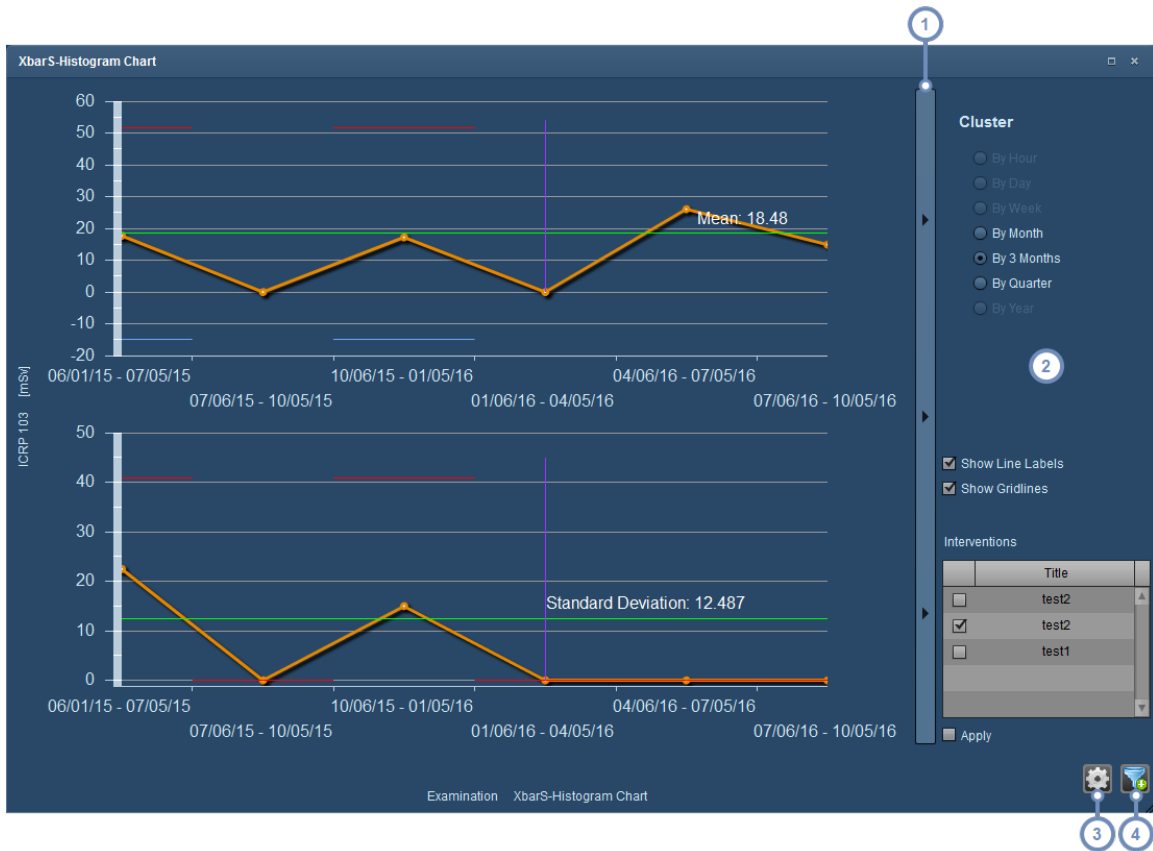 1
XbarS-Histogram Chart
60
50
40
30
20
10
0
-10
-20
Mean: 18.48
06/01/15 - 07/05/15
10/06/15 - 01/05/16
04/06/16 - 07/05/16
07/06/15 - 10/05/15
01/06/16 - 04/05/16
07/06/16 - 10/05/16
ICRP 103 [mSv]
50
40
30
20
10
0
Standard Deviation: 12.487
06/01/15 - 07/05/15
10/06/15 - 01/05/16
04/06/16 - 07/05/16
07/06/15 - 10/05/15
01/06/16 - 04/05/16
07/06/16 - 10/05/16
Examination XbarS-Histogram Chart
Cluster
By Hour
By Day
By Week
By Month
By 3 Months
By Quarter
By Year
2
Show Line Labels
Show Gridlines
Interventions
Title
test2
test2
test1
Apply
3
4